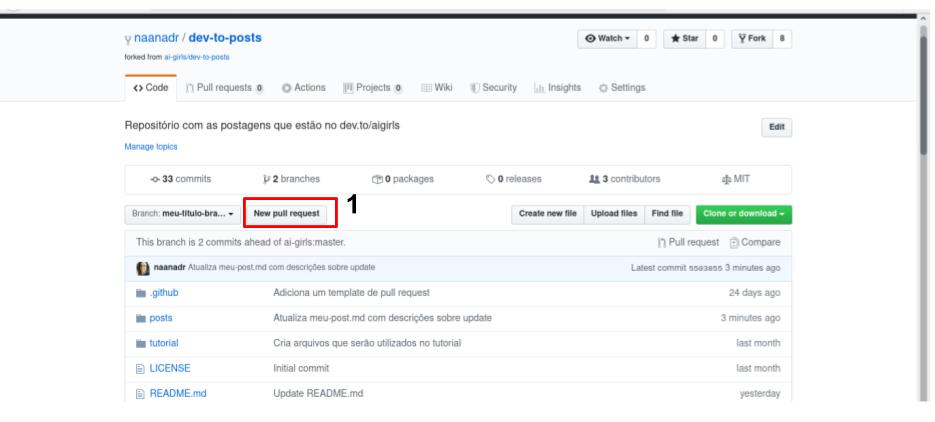 naanadr / dev-to-posts
Watch 0 Star 0 Fork 8
forked from ai-girls/dev-to-posts
Code Pull requests 0 Actions Projects 0 Wiki Security Insights Settings
Repositório com as postagens que estão no dev.to/aigirls
Edit
Manage topics
33 commits 2 branches 0 packages 0 releases 3 contributors MIT
1
Branch: meu-titulo-bra... New pull request Create new file Upload files Find file Clone or download
This branch is 2 commits ahead of ai-girls:master. Pull request Compare
naanadr Atualiza meu-post.md com descrições sobre update Latest commit 3 minutes ago
.github Adiciona um template de pull request 24 days ago
posts Atualiza meu-post.md com descrições sobre update 3 minutes ago
tutorial Cria arquivos que serão utilizados no tutorial last month
LICENSE Initial commit last month
README.md Update README.md yesterday